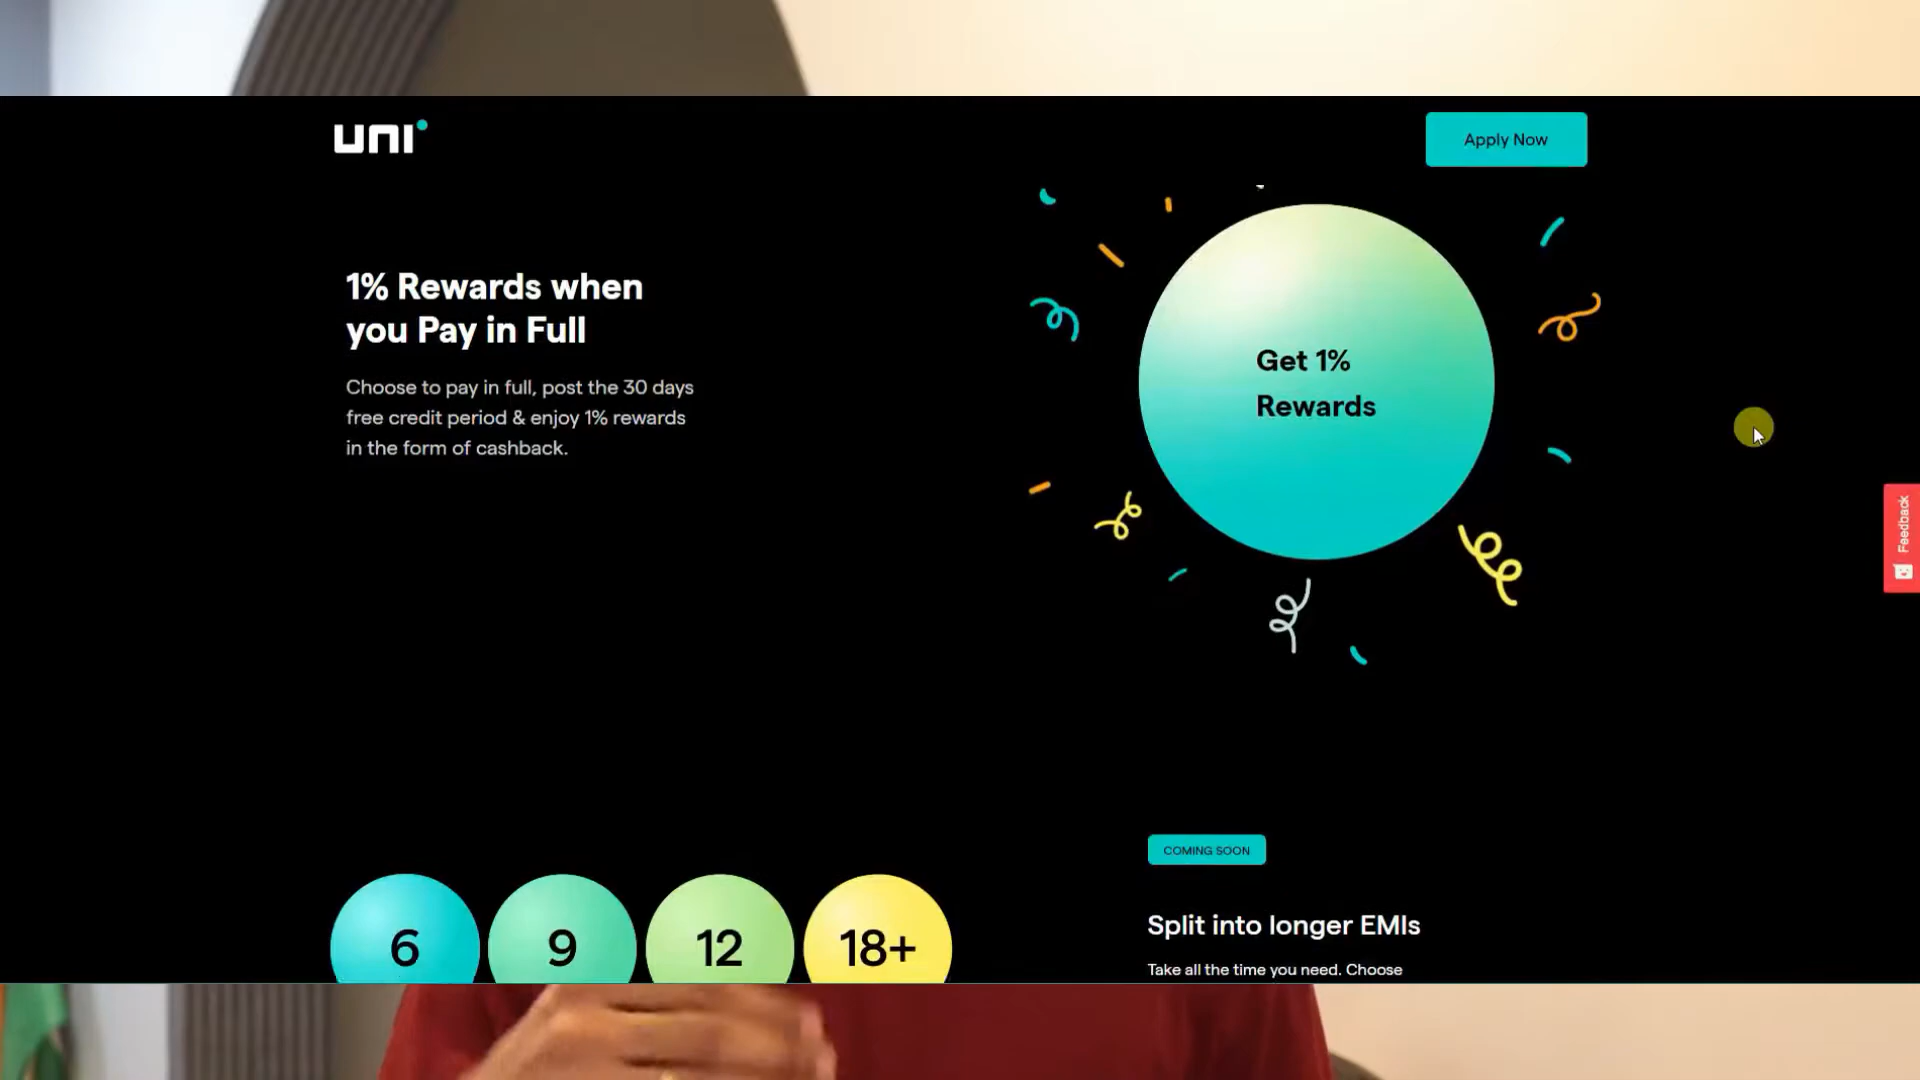 uni
Apply Now
1% Rewards when
you Pay in Full
Choose to pay in full, post the 30 days
free credit period & enjoy 1% rewards
in the form of cashback.
Get 1%
Rewards
Feedback
COMING SOON
6
9
12
18+
Split into longer EMIs
Take all the time you need. Choose